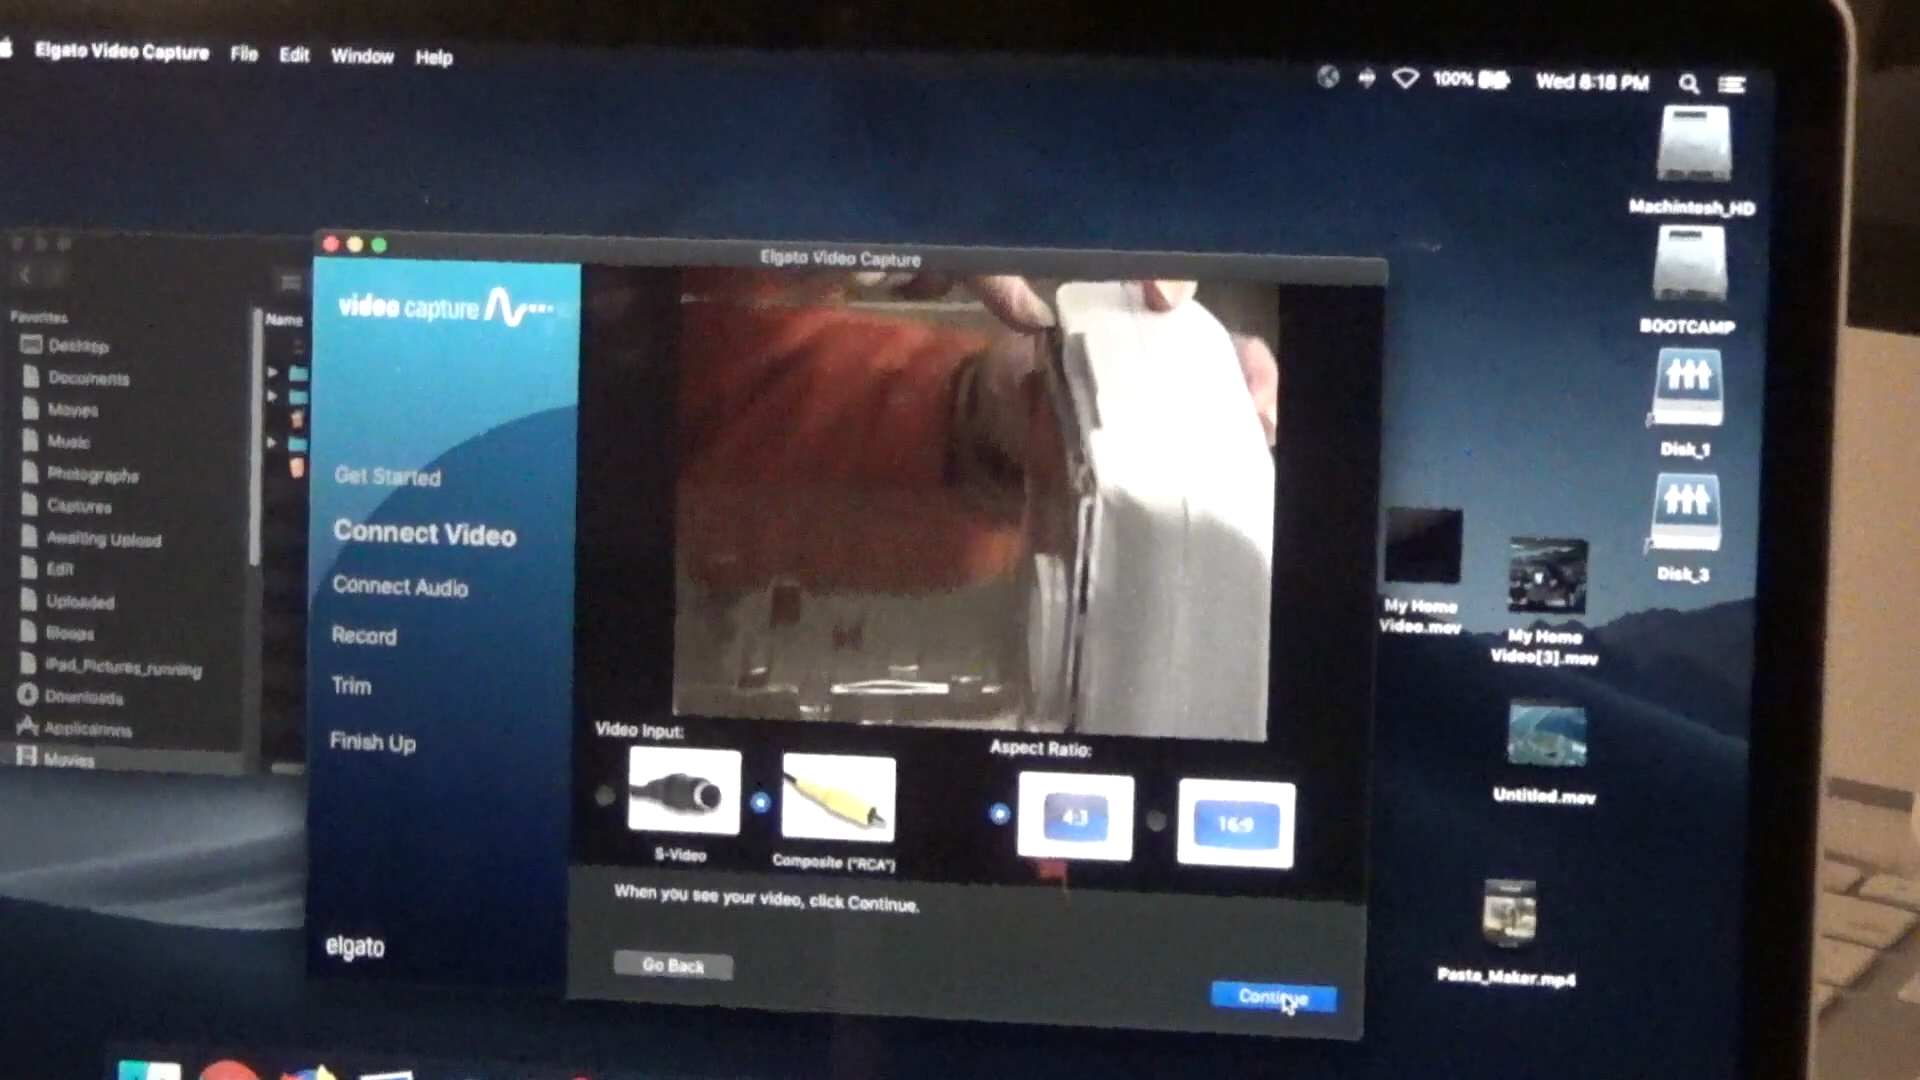 Elgato Video Capture File Edit Window Help
100% Wed 8:18 PM
Machintosh_HD
BOOTCAMP
Disk_1
Disk_3
My Home
Video.mov
My Home
Video[3].mov
Untitled.mov
Pasta_Maker.mp4
Favorites
Desktop
Documents
Movies
Music
Photographs
Captures
Awaiting Upload
Edit
Uploaded
Bloops
iPad_Pictures_running
Downloads
Applications
Movies
Name
Elgato Video Capture
video capture
Get Started
Connect Video
Connect Audio
Record
Trim
Finish Up
elgato
Video Input:
S-Video
Composite ("RCA")
Aspect Ratio:
4:3
16:9
When you see your video, click Continue.
Go Back
Continue